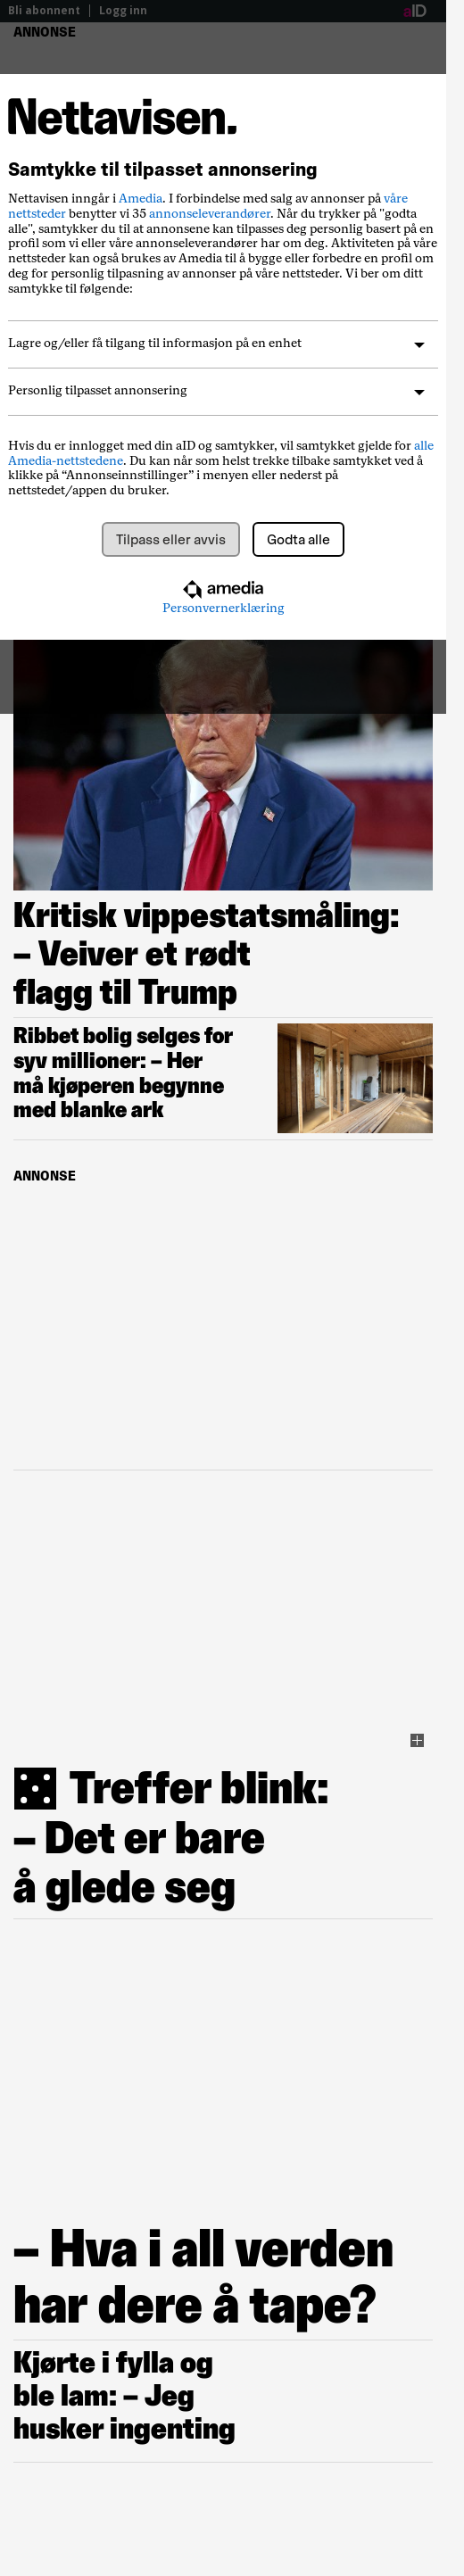 Bli abonnent Logg inn aID
ANNONSE
Nettavisen.
Samtykke til tilpasset annonsering
Nettavisen inngår i Amedia. I forbindelse med salg av annonser på våre
nettsteder benytter vi 35 annonseleverandører. Når du trykker på "godta
alle", samtykker du til at annonsene kan tilpasses deg personlig basert på en
profil som vi eller våre annonseleverandører har om deg. Aktiviteten på våre
nettsteder kan også brukes av Amedia til å bygge eller forbedre en profil om
deg for personlig tilpasning av annonser på våre nettsteder. Vi ber om ditt
samtykke til følgende:
Lagre og/eller få tilgang til informasjon på en enhet
Personlig tilpasset annonsering
Hvis du er innlogget med din aID og samtykker, vil samtykket gjelde for alle
Amedia-nettstedene. Du kan når som helst trekke tilbake samtykket ved å
klikke på “Annonseinnstillinger” i menyen eller nederst på
nettstedet/appen du bruker.
Tilpass eller avvis Godta alle
amedia
Personvernerklæring
Kritisk vippestatsmåling:
– Veiver et rødt
flagg til Trump
Ribbet bolig selges for
syv millioner: – Her
må kjøperen begynne
med blanke ark
ANNONSE
Treffer blink:
– Det er bare
å glede seg
– Hva i all verden
har dere å tape?
Kjørte i fylla og
ble lam: – Jeg
husker ingenting